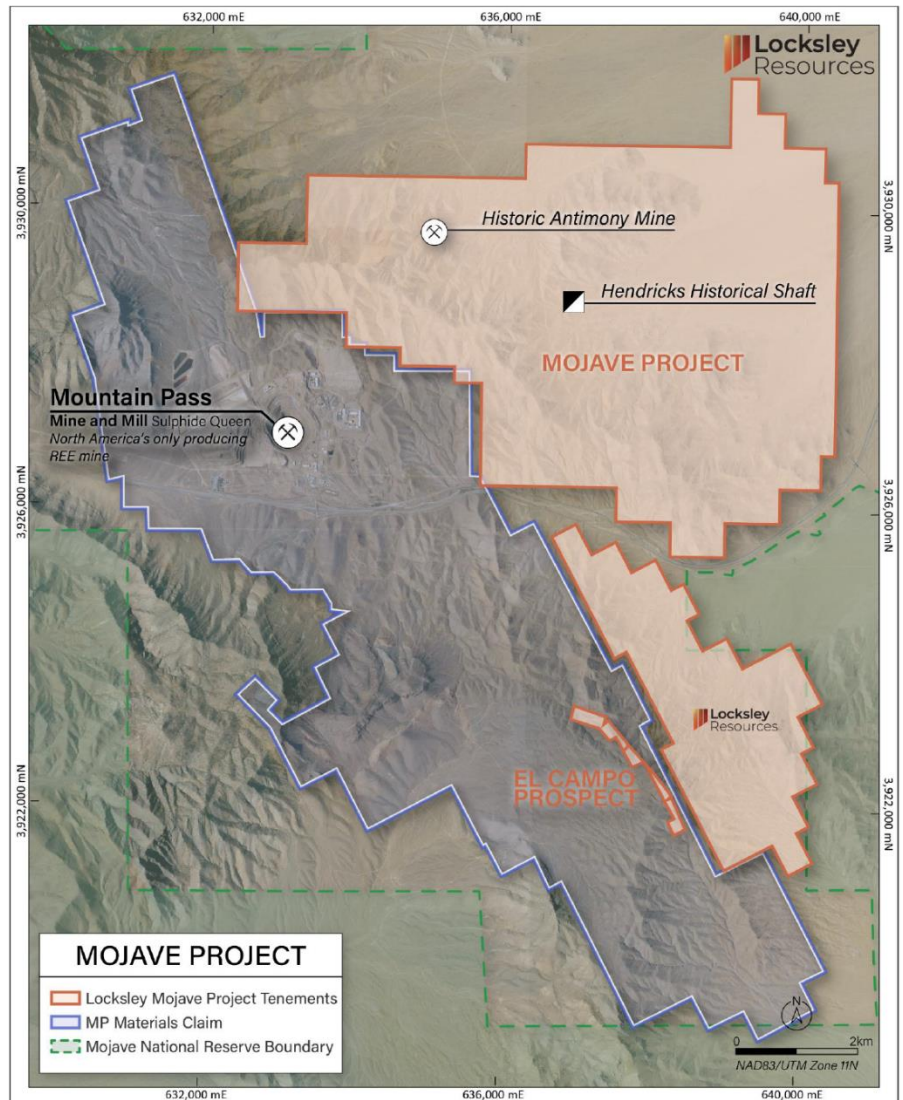 632,000 mE
636,000 mE
640,000 mE
Locksley
Resources
3,930,000 mN
3,930,000 mN
Historic Antimony Mine
Hendricks Historical Shaft
MOJAVE PROJECT
Mountain Pass
Mine and Mill Sulphide Queen
North America's only producing
REE mine
3,926,000 mN
3,926,000 mN
Locksley
Resources
EL CAMPO
PROSPECT
3,922,000 mN
3,922,000 mN
MOJAVE PROJECT
Locksley Mojave Project Tenements
MP Materials Claim
Mojave National Reserve Boundary
N
0 2km
NAD83/UTM Zone 11N
632,000 mE
636,000 mE
640,000 mE